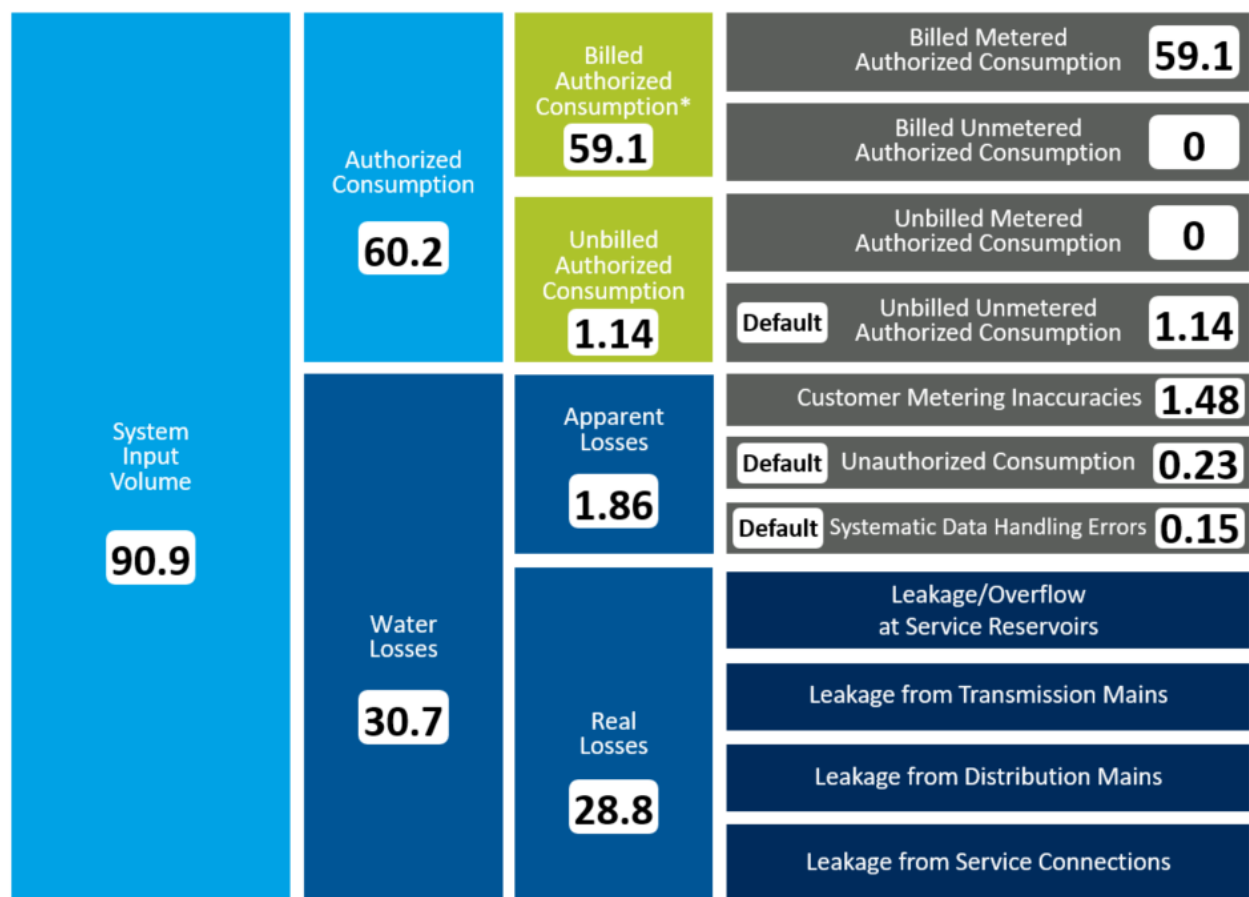 System
Input
Volume
90.9
Authorized
Consumption
60.2
Water
Losses
30.7
Billed
Authorized
Consumption*
59.1
Unbilled
Authorized
Consumption
1.14
Apparent
Losses
1.86
Real
Losses
28.8
Billed Metered
Authorized Consumption
59.1
Billed Unmetered
Authorized Consumption
0
Unbilled Metered
Authorized Consumption
0
Default
Unbilled Unmetered
Authorized Consumption
1.14
Customer Metering Inaccuracies 1.48
Default Unauthorized Consumption 0.23
Default Systematic Data Handling Errors 0.15
Leakage/Overflow
at Service Reservoirs
Leakage from Transmission Mains
Leakage from Distribution Mains
Leakage from Service Connections